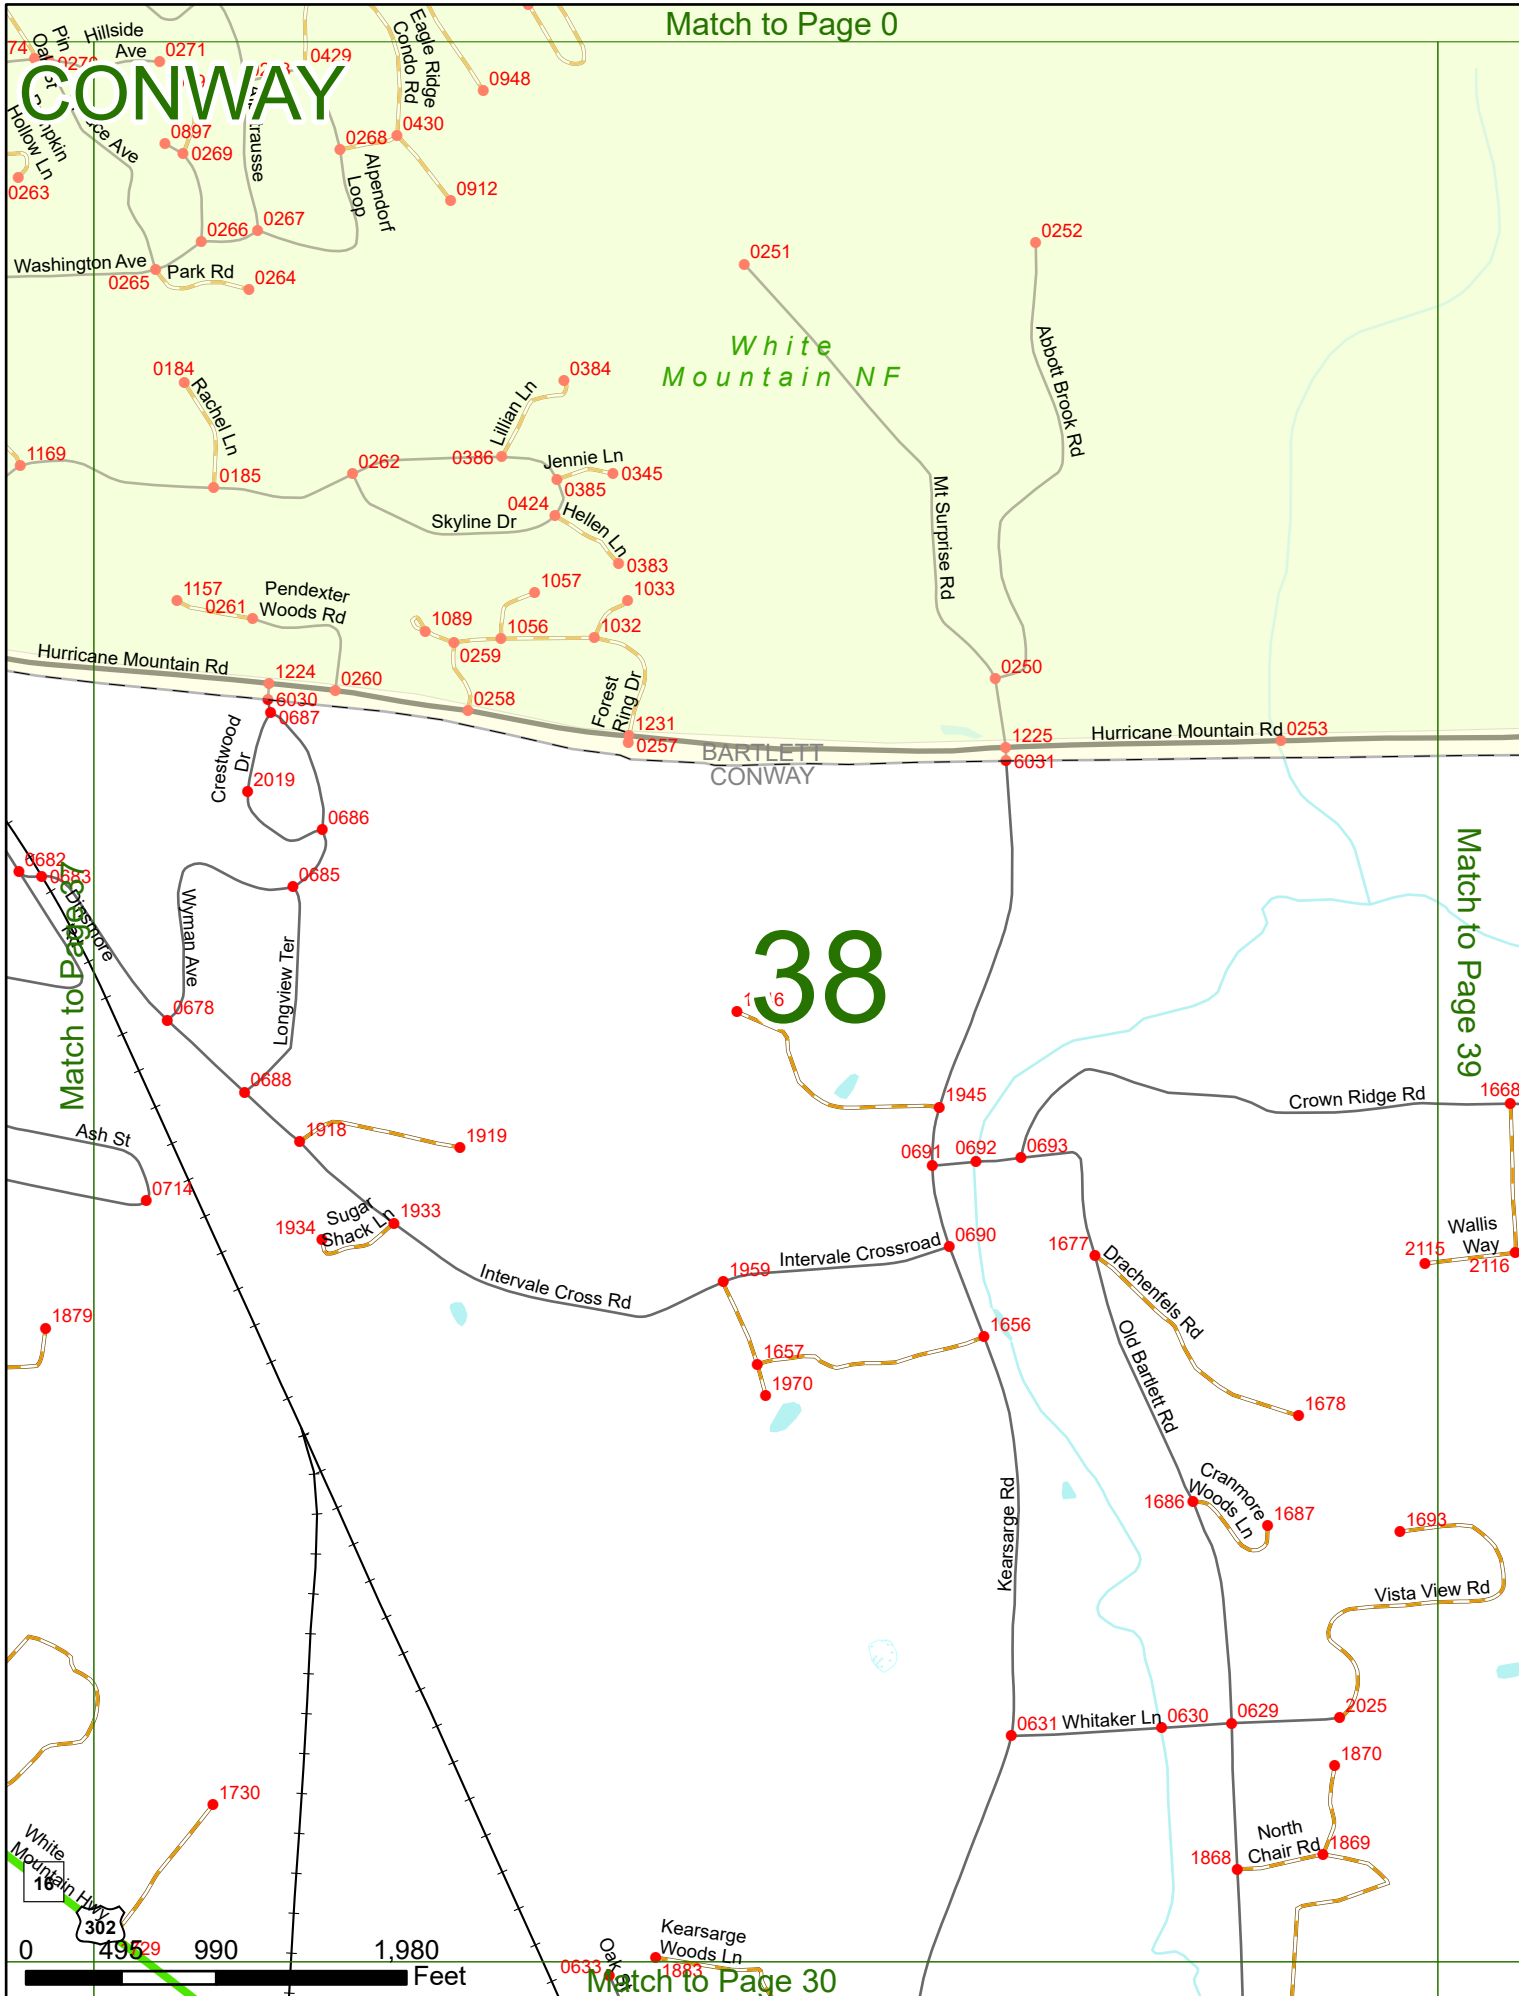 Match to Page 0
Hillside
Ave
Pin
Oak St
74
0271
0429
Eagle Ridge
Condo Rd
0948
CONWAY
0897
0269
0268
0430
Hollow Ln
0263
Alpendorf
Loop
0912
0266
0267
Washington Ave
0265
Park Rd
0264
0251
0252
White
Mountain NF
Abbott Brook Rd
0184
Rachel Ln
0384
Lillian Ln
1169
0185
0262
0386
Jennie Ln
0345
0385
0424
Skyline Dr
Hellen Ln
0383
Mt Surprise Rd
1157
0261
Pendexter
Woods Rd
1057
1033
1089
1056
1032
0259
Hurricane Mountain Rd
1224
0260
0258
0250
6030
0687
Forest
Ring Dr
1231
0257
BARTLETT
CONWAY
1225
6031
Hurricane Mountain Rd
0253
Crestwood
Dr
2019
0686
0685
6682
0683
Dinsmore
Match to Page 37
Wyman Ave
Longview Ter
0678
0688
38
Match to Page 39
1945
Crown Ridge Rd
1668
Ash St
1918
1919
0691
0692
0693
0714
1934
Sugar
Shack Ln
1933
0690
1677
Drachenfels Rd
Wallis
Way
2115
2116
1959
Intervale Crossroad
Intervale Cross Rd
1879
1656
1657
1970
Old Bartlett Rd
1678
Kearsarge Rd
1686
Cranmore
Woods Ln
1687
1693
Vista View Rd
0631
Whitaker Ln
0630
0629
2025
1870
1730
North
Chair Rd
1868
1869
White
Mountain Hwy
16
302
0 495 990 1,980
Feet
Kearsarge
Woods Ln
0633
1883
Match to Page 30